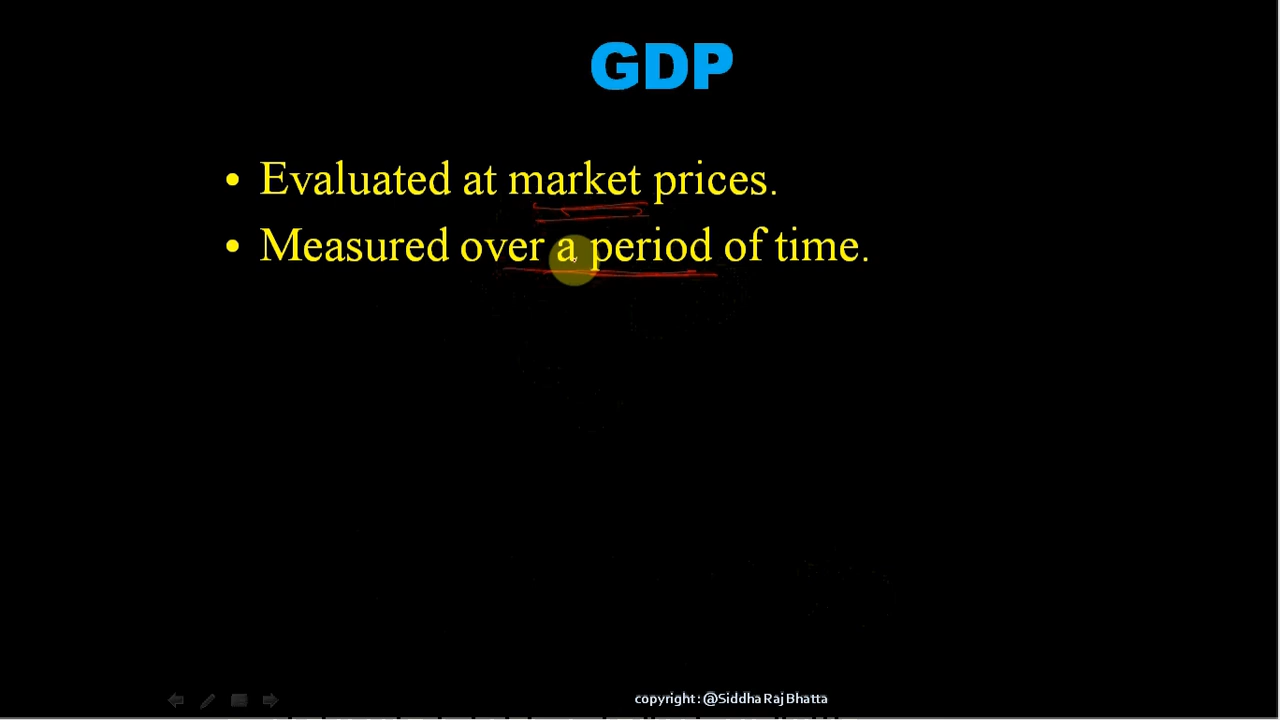 GDP
• Evaluated at market prices.
• Measured over a period of time.
copyright: @Siddha Raj Bhatta